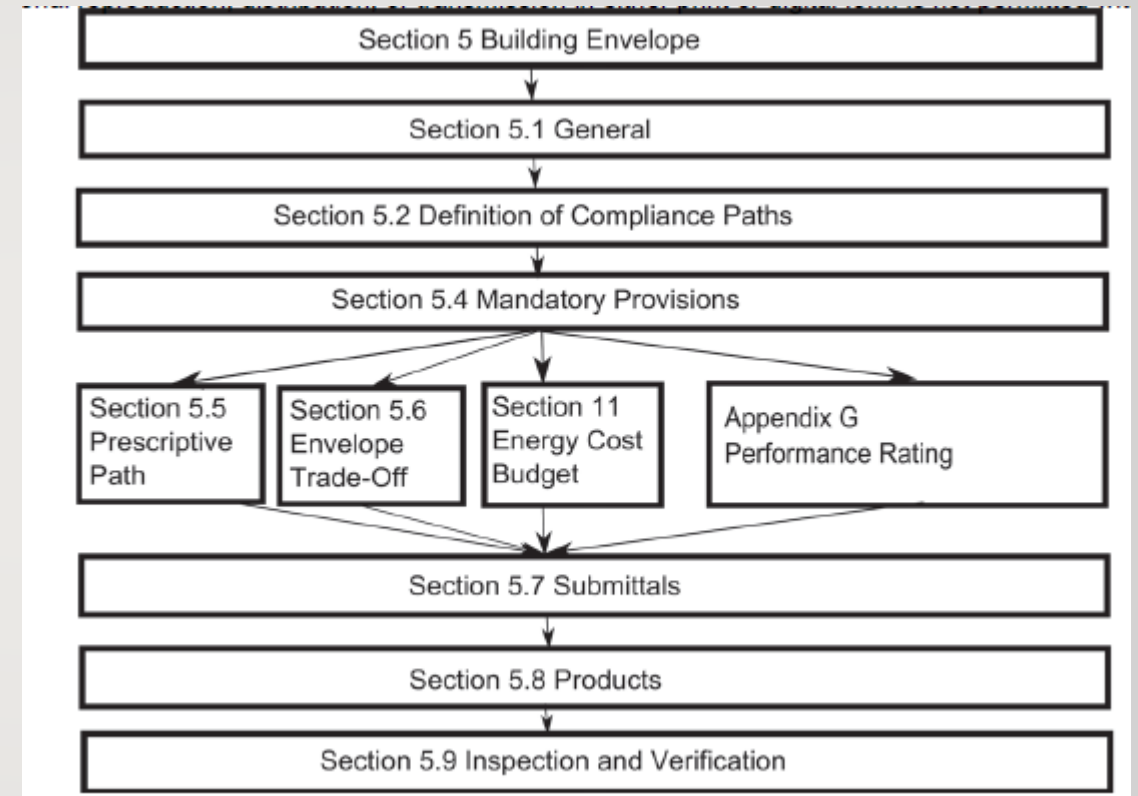 Section 5 Building Envelope
Section 5.1 General
Section 5.2 Definition of Compliance Paths
Section 5.4 Mandatory Provisions
Section 5.5
Prescriptive
Path
Section 5.6
Envelope
Trade-Off
Section 11
Energy Cost
Budget
Appendix G
Performance Rating
Section 5.7 Submittals
Section 5.8 Products
Section 5.9 Inspection and Verification